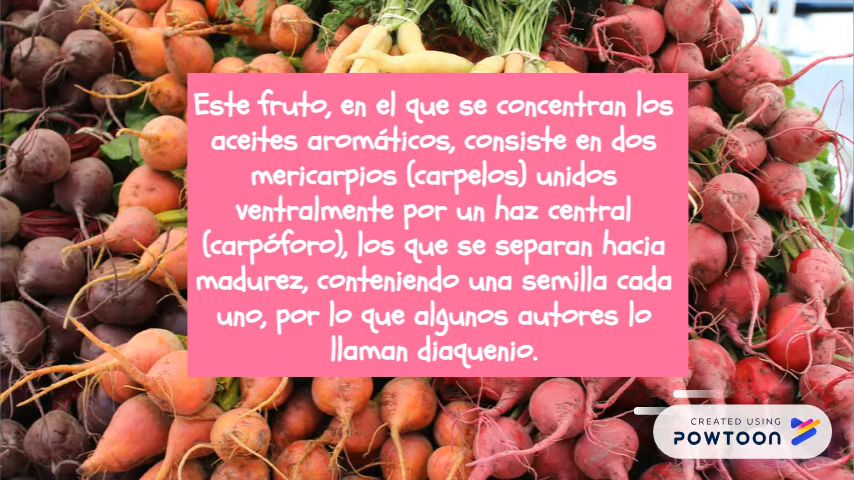 Este fruto, en el que se concentran los
aceites aromáticos, consiste en dos
mericarpios (carpelos) unidos
ventralmente por un haz central
(carpóforo), los que se separan hacia
madurez, conteniendo una semilla cada
uno, por lo que algunos autores lo
llaman diaquenio.
CREATED USING
POWTOON